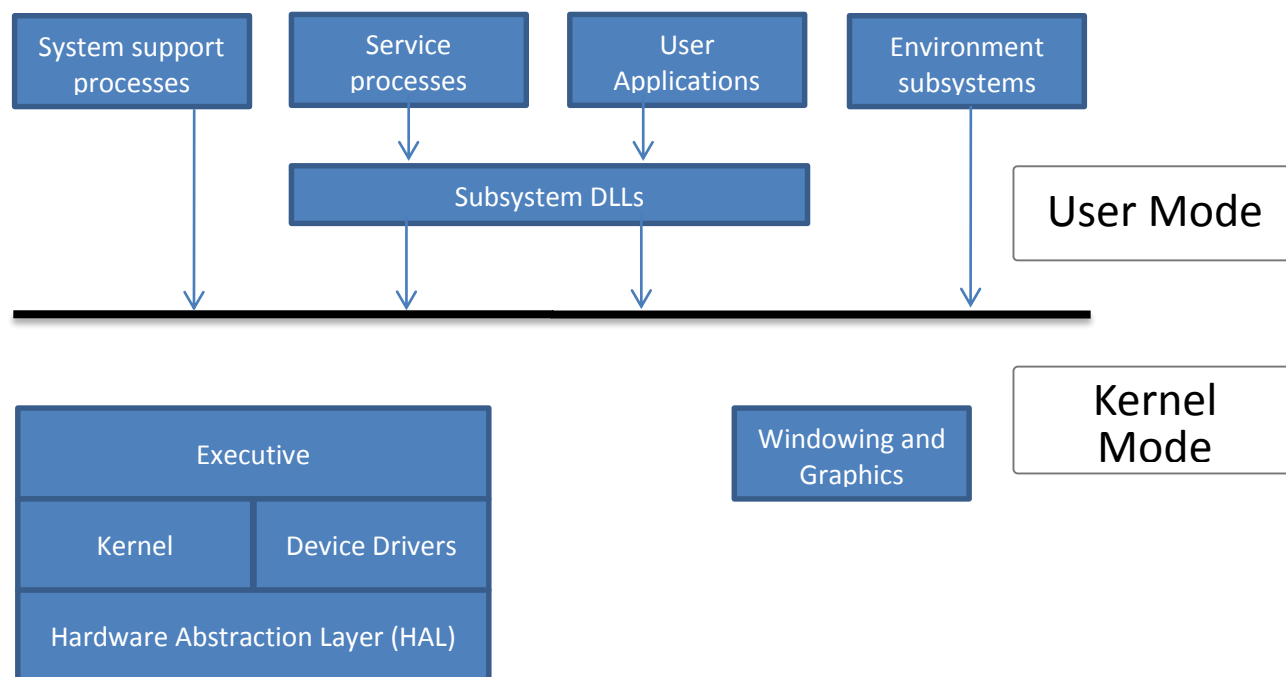 System support
processes
Service
processes
User
Applications
Environment
subsystems
Subsystem DLLs
User Mode
Kernel
Mode
Executive
Windowing and
Graphics
Kernel
Device Drivers
Hardware Abstraction Layer (HAL)